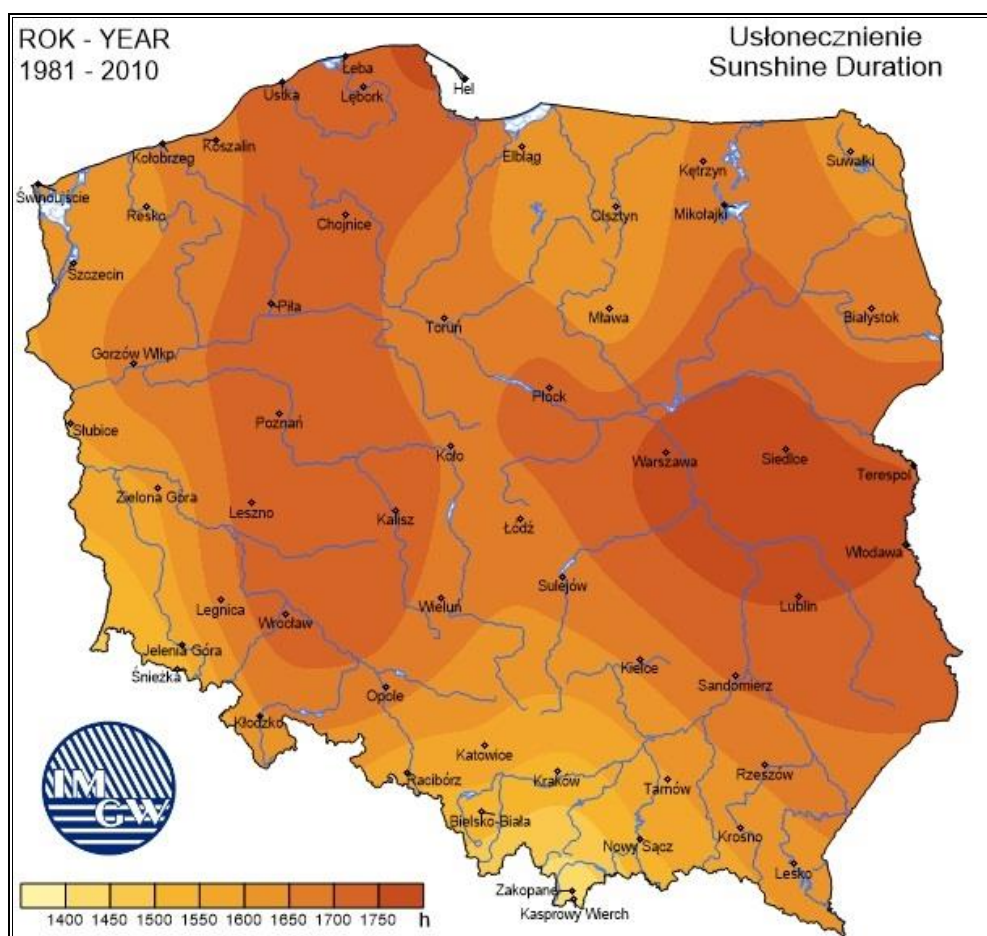 ROK - YEAR
1981 - 2010
Usłonecznienie
Sunshine Duration
Łeba
Ustka
Lębork
Hel
Kołobrzeg
Koszalin
Elbląg
Kętrzyn
Suwałki
Świnoujście
Resko
Chojnice
Olsztyn
Mikołajki
Szczecin
Piła
Toruń
Mława
Białystok
Gorzów Wlkp.
Płock
Słubice
Poznań
Koło
Warszawa
Siedlce
Terespol
Zielona Góra
Leszno
Kalisz
Łódź
Włodawa
Sulejów
Legnica
Wrocław
Wieluń
Lublin
Jelenia Góra
Śnieżka
Kielce
Opole
Sandomierz
Kłodzko
Katowice
Racibórz
Kraków
Tarnów
Rzeszów
Bielsko-Biała
Nowy Sącz
Krosno
Lesko
Zakopane
Kasprowy Wierch
IM
GW
1400 1450 1500 1550 1600 1650 1700 1750 h